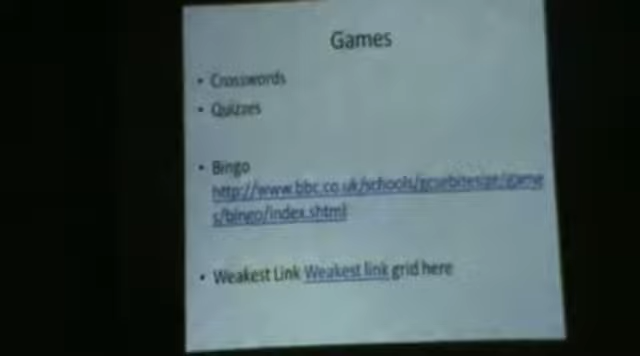 Games
• Crosswords
• Quizzes
• Bingo
http://www.bbc.co.uk/schools/gcsebitesize/game
s/bingo/index.shtml
• Weakest Link Weakest link grid here